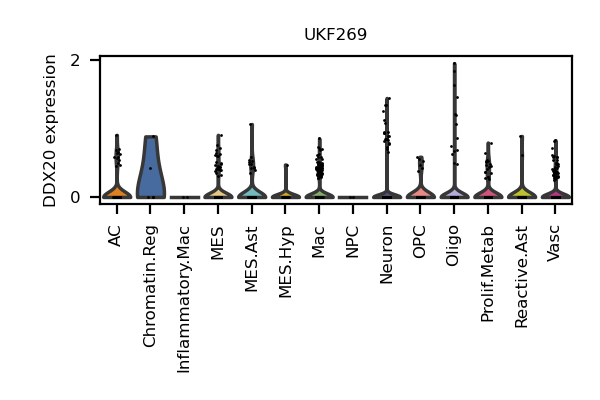 UKF269
DDX20 expression
2
0
AC
Chromatin.Reg
Inflammatory.Mac
MES
MES.Ast
MES.Hyp
Mac
NPC
Neuron
OPC
Oligo
Prolif.Metab
Reactive.Ast
Vasc